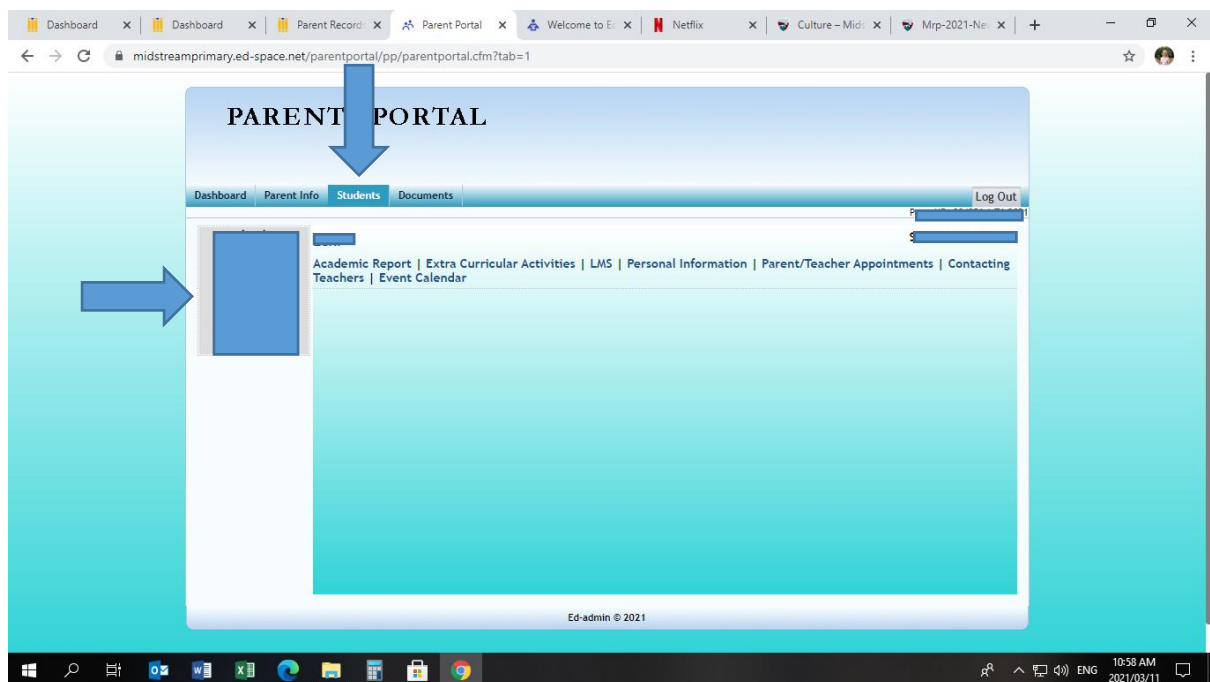 Dashboard
Dashboard
Parent Record
Parent Portal
Welcome to E
Netflix
Culture – Mids
Mrp-2021-Ne
midstreamprimary.ed-space.net/parentportal/pp/parentportal.cfm?tab=1
PARENT PORTAL
Dashboard Parent Info Students Documents
Log Out
Academic Report | Extra Curricular Activities | LMS | Personal Information | Parent/Teacher Appointments | Contacting
Teachers | Event Calendar
Ed-admin © 2021
ENG
10:58 AM
2021/03/11